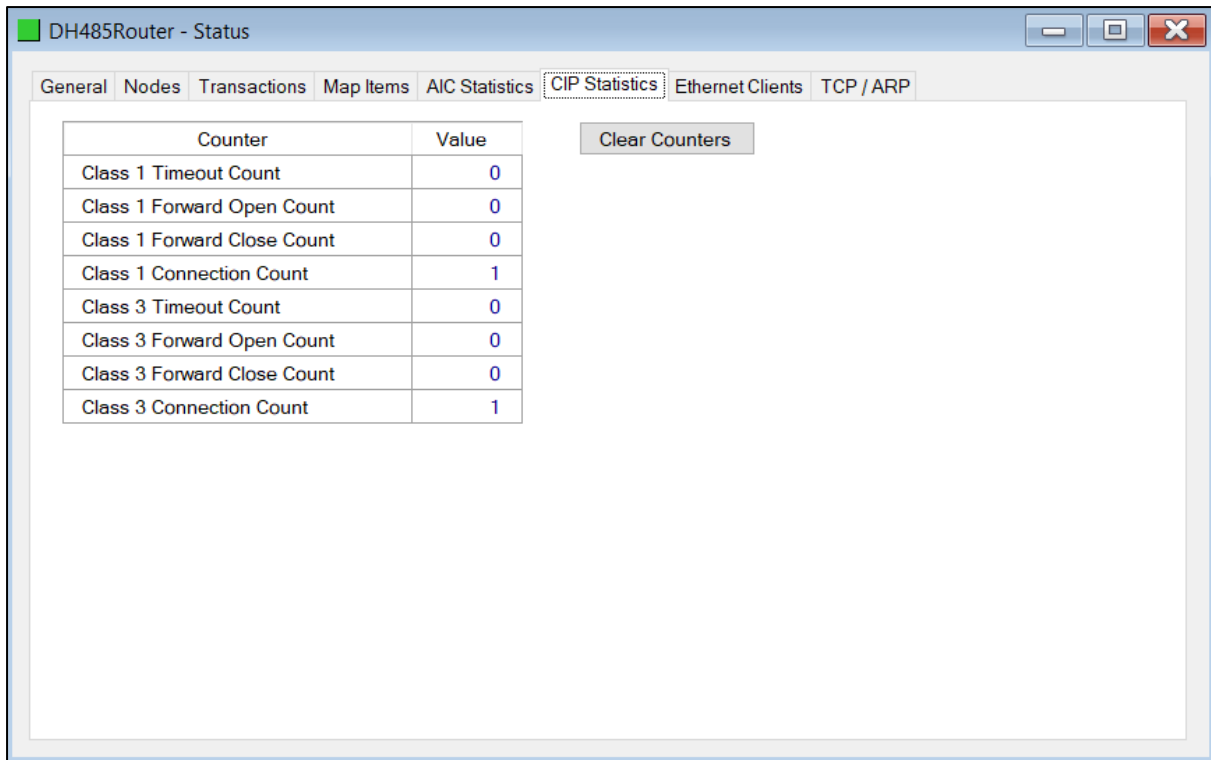 DH485Router - Status
General Nodes Transactions Map Items AIC Statistics CIP Statistics Ethernet Clients TCP / ARP
Counter Value Clear Counters
Class 1 Timeout Count 0
Class 1 Forward Open Count 0
Class 1 Forward Close Count 0
Class 1 Connection Count 1
Class 3 Timeout Count 0
Class 3 Forward Open Count 0
Class 3 Forward Close Count 0
Class 3 Connection Count 1